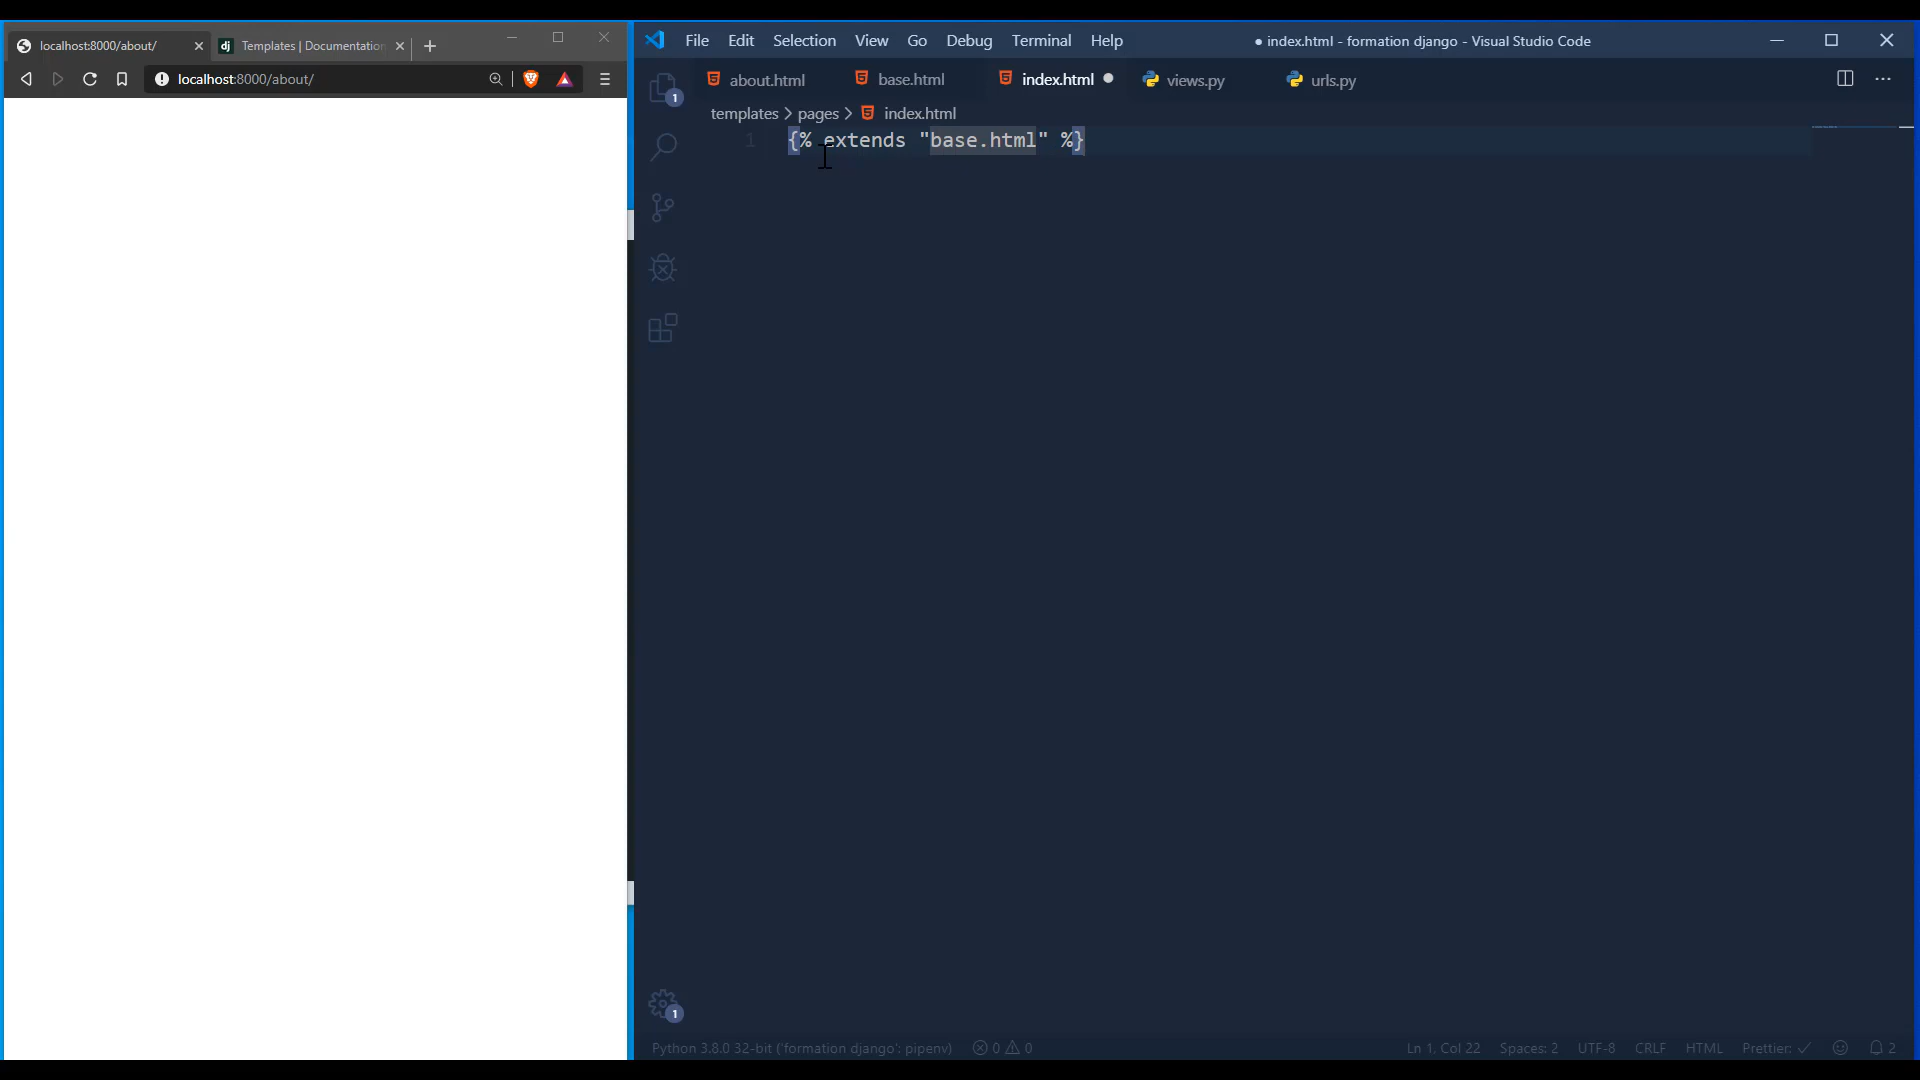 localhost:8000/about/
Templates | Documentation
localhost:8000/about/
File Edit Selection View Go Debug Terminal Help
● index.html - formation django - Visual Studio Code
about.html
base.html
index.html
views.py
urls.py
templates > pages > index.html
1 {% extends "base.html" %}
1
1
Python 3.8.0 32-bit ('formation django': pipenv)
0 0
Ln 1, Col 22
Spaces: 2
UTF-8
CRLF
HTML
Prettier: ✓
2